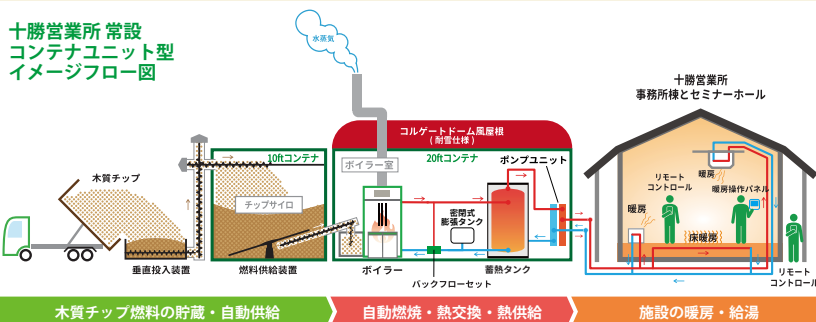 十勝営業所 常設
コンテナユニット型
イメージフロー図
水蒸気
十勝営業所
事務所棟とセミナーホール
コルゲートドーム風屋根
(耐雪仕様)
10ftコンテナ
ボイラー室
20ftコンテナ
ポンプユニット
木質チップ
チップサイロ
密閉式
膨張タンク
リモート
コントロール
暖房
暖房操作パネル
暖房
床暖房
垂直投入装置
燃料供給装置
ボイラー
蓄熱タンク
バックフローセット
リモート
コントロール
木質チップ燃料の貯蔵・自動供給
自動燃焼・熱交換・熱供給
施設の暖房・給湯